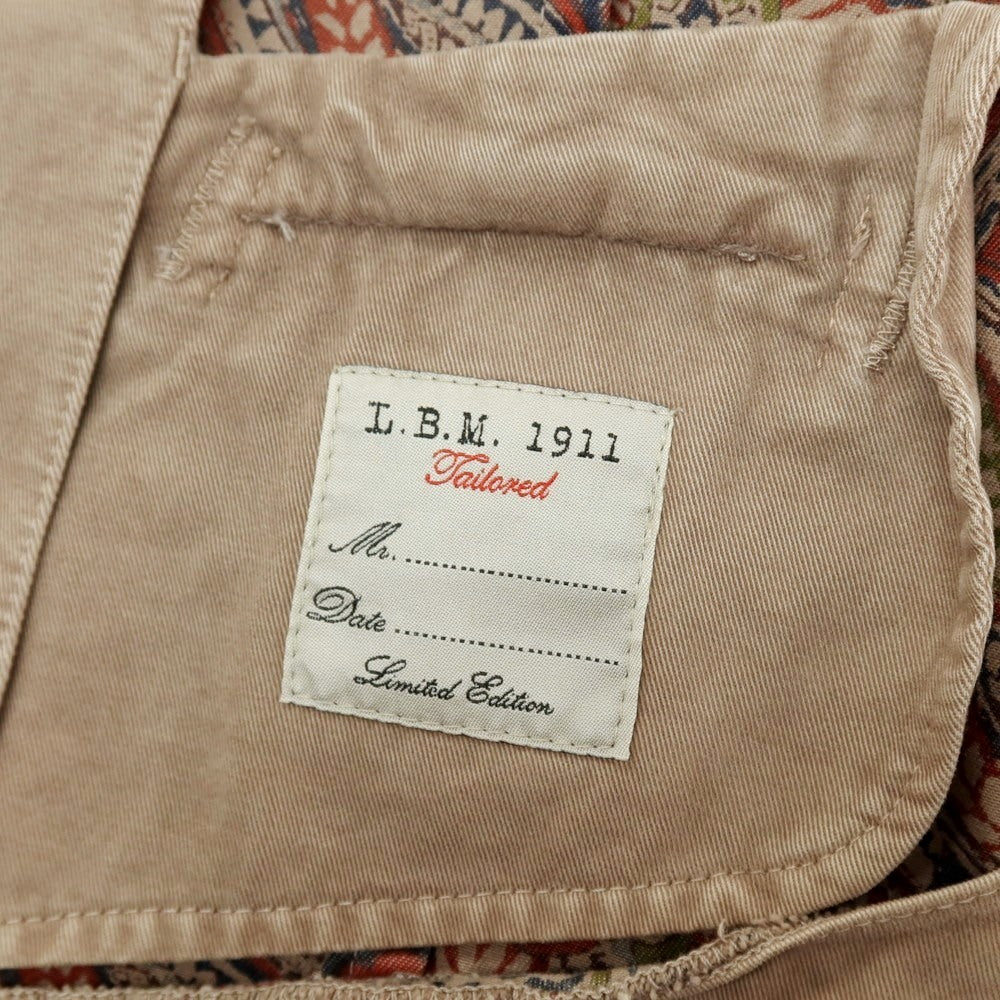 L.B.M. 1911
Tailored
Mr. ........................
Date ........................
Limited Edition